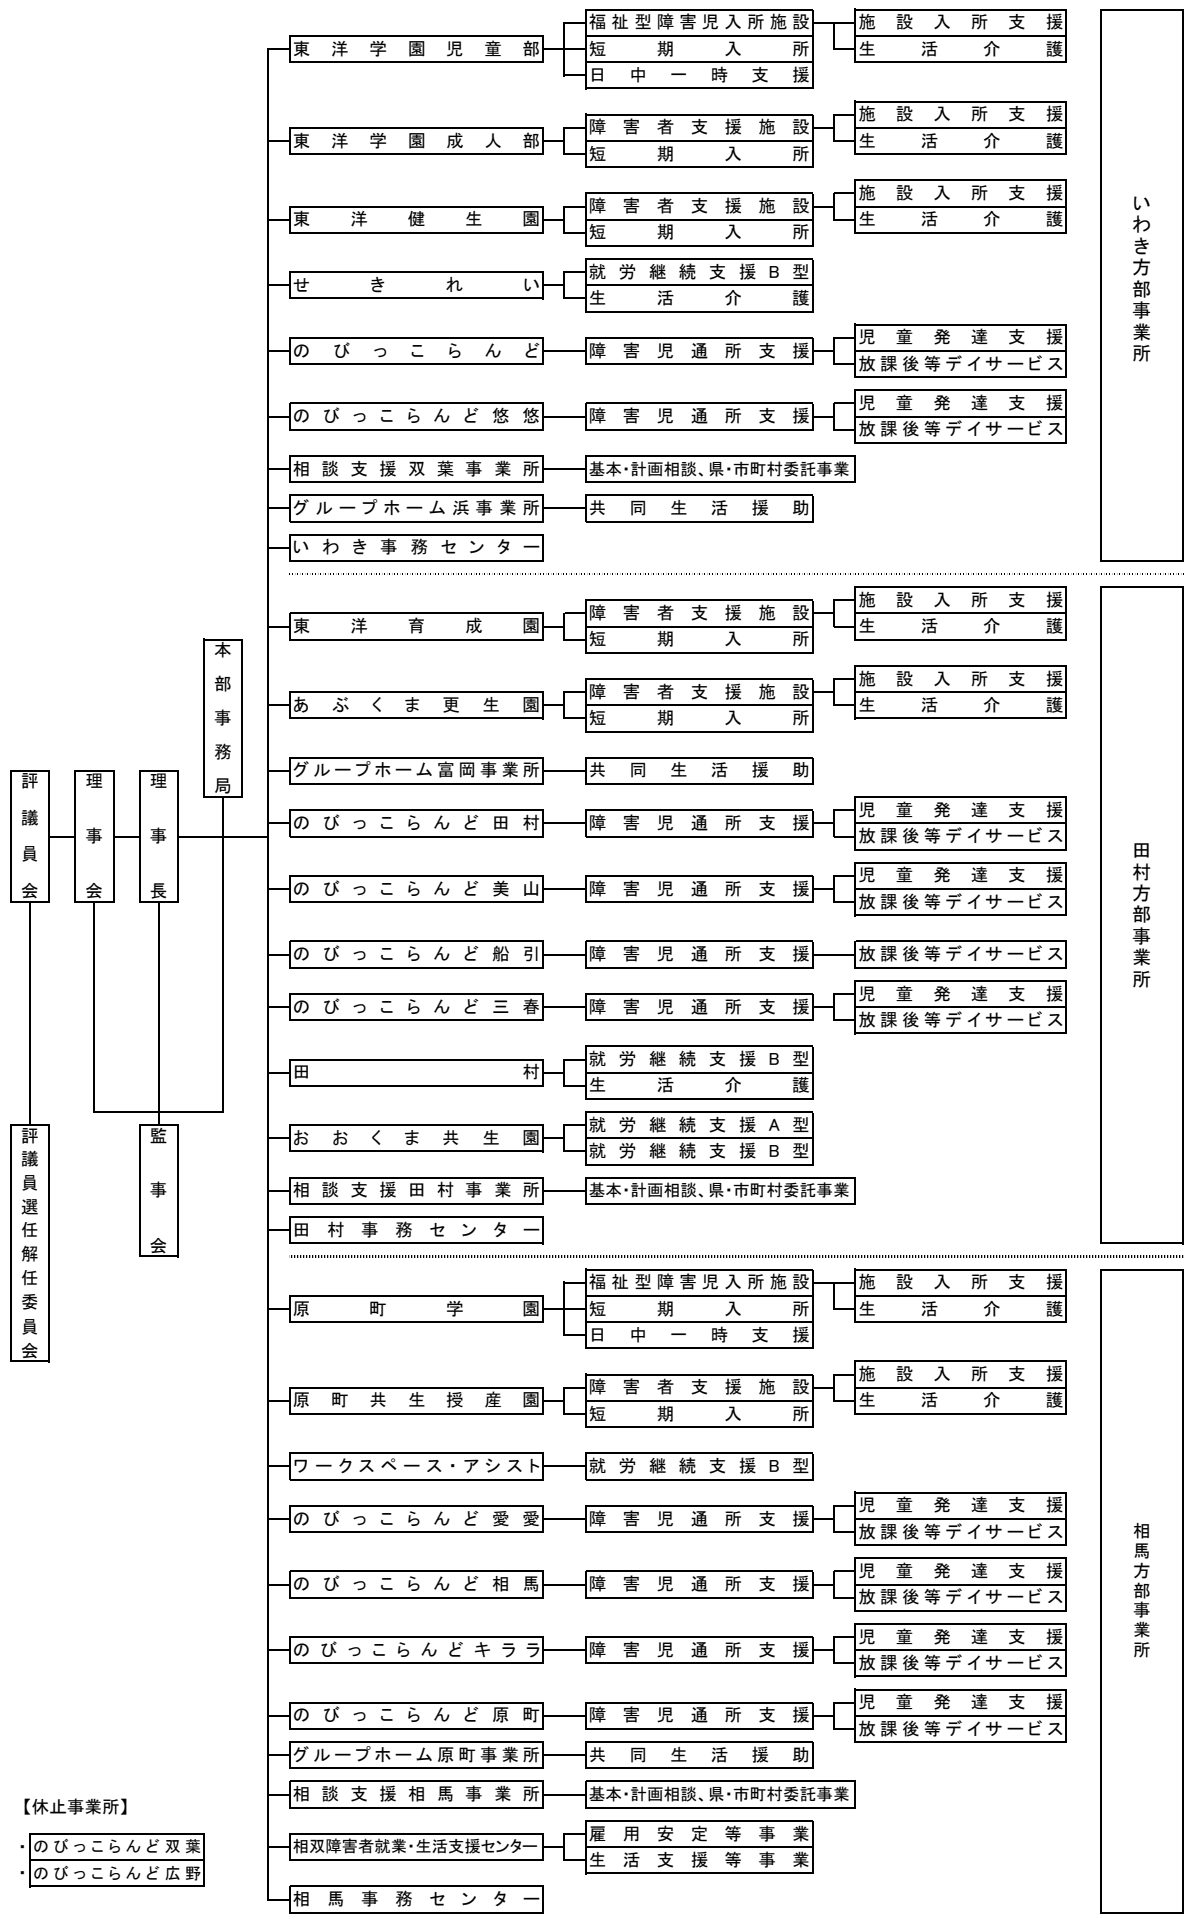 評議員会
理事会
理事長
本部事務局
評議員選任解任委員会
監事会
東洋学園児童部
福祉型障害児入所施設
短期入所
日中一時支援
施設入所支援
生活介護
東洋学園成人部
障害者支援施設
短期入所
施設入所支援
生活介護
東洋健生園
障害者支援施設
短期入所
施設入所支援
生活介護
せきれい
就労継続支援B型
生活介護
のびっこらんど
障害児通所支援
児童発達支援
放課後等デイサービス
のびっこらんど悠悠
障害児通所支援
児童発達支援
放課後等デイサービス
相談支援双葉事業所
基本・計画相談、県・市町村委託事業
グループホーム浜事業所
共同生活援助
いわき事務センター
いわき方部事業所
東洋育成園
障害者支援施設
短期入所
施設入所支援
生活介護
あぶくま更生園
障害者支援施設
短期入所
施設入所支援
生活介護
グループホーム富岡事業所
共同生活援助
のびっこらんど田村
障害児通所支援
児童発達支援
放課後等デイサービス
のびっこらんど美山
障害児通所支援
児童発達支援
放課後等デイサービス
のびっこらんど船引
障害児通所支援
放課後等デイサービス
のびっこらんど三春
障害児通所支援
児童発達支援
放課後等デイサービス
田村
就労継続支援B型
生活介護
おおくま共生園
就労継続支援A型
就労継続支援B型
相談支援田村事業所
基本・計画相談、県・市町村委託事業
田村事務センター
田村方部事業所
原町学園
福祉型障害児入所施設
短期入所
日中一時支援
施設入所支援
生活介護
原町共生授産園
障害者支援施設
短期入所
施設入所支援
生活介護
ワークスペース・アシスト
就労継続支援B型
のびっこらんど愛愛
障害児通所支援
児童発達支援
放課後等デイサービス
のびっこらんど相馬
障害児通所支援
児童発達支援
放課後等デイサービス
のびっこらんどキララ
障害児通所支援
児童発達支援
放課後等デイサービス
のびっこらんど原町
障害児通所支援
児童発達支援
放課後等デイサービス
グループホーム原町事業所
共同生活援助
相談支援相馬事業所
基本・計画相談、県・市町村委託事業
相双障害者就業・生活支援センター
雇用安定等事業
生活支援等事業
相馬事務センター
相馬方部事業所
【休止事業所】
・のびっこらんど双葉
・のびっこらんど広野